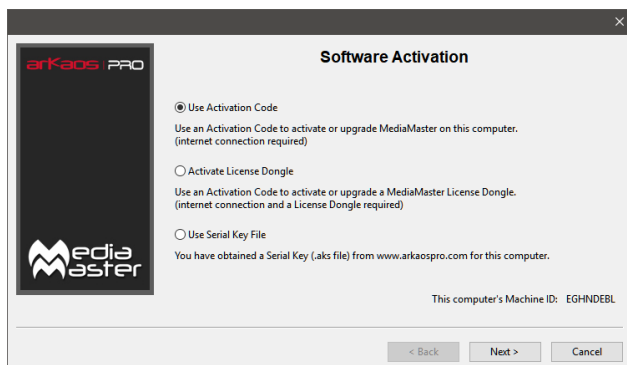 arKaos PRO
Software Activation
Use Activation Code
Use an Activation Code to activate or upgrade MediaMaster on this computer.
(internet connection required)
Activate License Dongle
Use an Activation Code to activate or upgrade a MediaMaster License Dongle.
(internet connection and a License Dongle required)
Use Serial Key File
You have obtained a Serial Key (.aks file) from www.arkaospro.com for this computer.
Media
Master
This computer's Machine ID: EGHNDEBL
< Back Next > Cancel